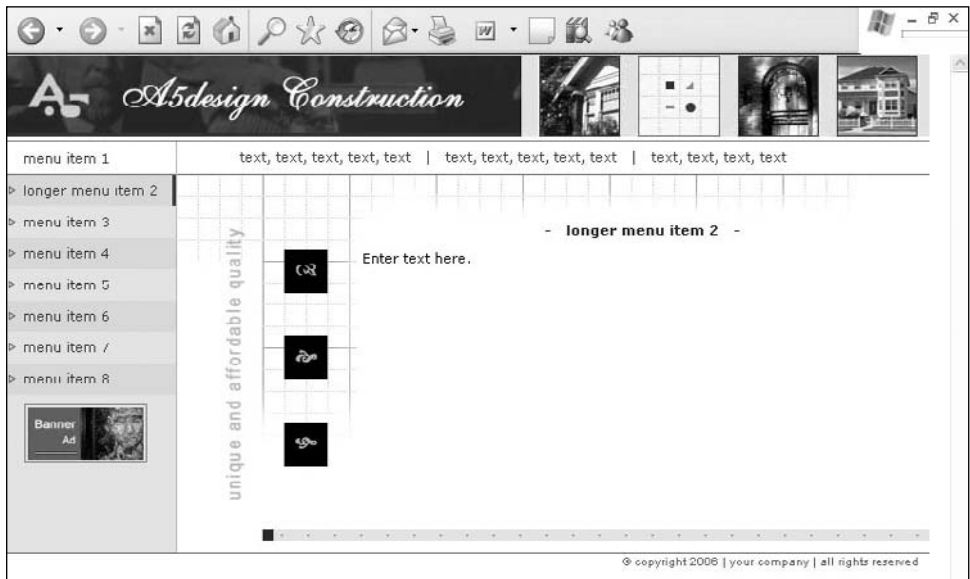 A5
A5design Construction
menu item 1
text, text, text, text, text | text, text, text, text, text | text, text, text, text
longer menu item 2
menu item 3
menu item 4
menu item 5
menu item 6
menu item 7
menu item 8
Banner
Ad
unique and affordable quality
- longer menu item 2 -
Enter text here.
© copyright 2006 | your company | all rights reserved